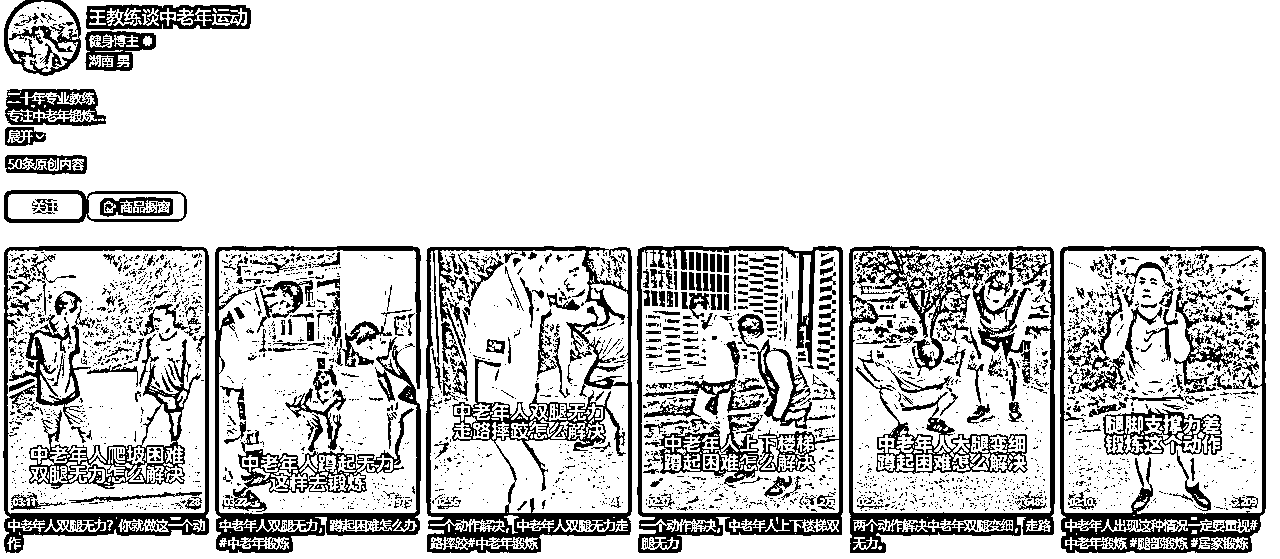 王教练谈中老年运动
健身博主
湖南 男
二十年专业教练
专注中老年锻炼...
展开
50条原创内容
关注
商品橱窗
中老年人爬坡困难
双腿无力怎么解决
中老年人蹲起无力
这样去锻炼
中老年人双腿无力
走路摔跤怎么解决
中老年人上下楼梯
蹲起困难怎么解决
中老年人大腿变细
蹲起困难怎么解决
腿脚支撑力差
锻炼这个动作
中老年人双腿无力?你就做这一个动
作
中老年人双腿无力,蹲起困难怎么办
#中老年锻炼
一个动作解决,中老年人双腿无力走
路摔跤#中老年锻炼
一个动作解决,中老年人上下楼梯双
腿无力
两个动作解决中老年双腿变细,走路
无力。
中老年人出现这种情况一定要重视#
中老年锻炼 #腿部锻炼 #居家锻炼